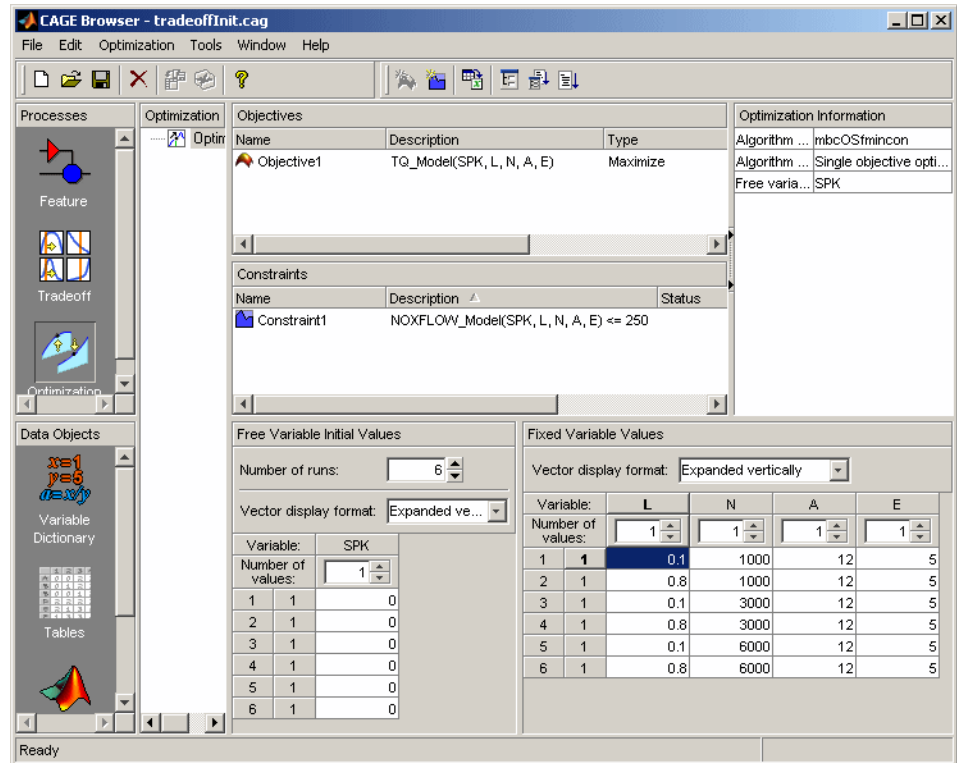 CAGE Browser - tradeoffInit.cag
File Edit Optimization Tools Window Help
Processes
Feature
Tradeoff
Optimization
Optimization
Optim
Objectives
Name Description Type
Objective1 TQ_Model(SPK, L, N, A, E) Maximize
Constraints
Name Description Status
Constraint1 NOXFLOW_Model(SPK, L, N, A, E) <= 250
Optimization Information
Algorithm ... mbcOSfmincon
Algorithm ... Single objective opti...
Free varia... SPK
Data Objects
x=1
y=5
a=x/y
Variable
Dictionary
Tables
Free Variable Initial Values
Number of runs: 6
Vector display format: Expanded ve...
Variable: SPK
Number of values: 1
1 1 0
2 1 0
3 1 0
4 1 0
5 1 0
6 1 0
Fixed Variable Values
Vector display format: Expanded vertically
Variable: L N A E
Number of values: 1 1 1 1
1 1 0.1 1000 12 5
2 1 0.8 1000 12 5
3 1 0.1 3000 12 5
4 1 0.8 3000 12 5
5 1 0.1 6000 12 5
6 1 0.8 6000 12 5
Ready